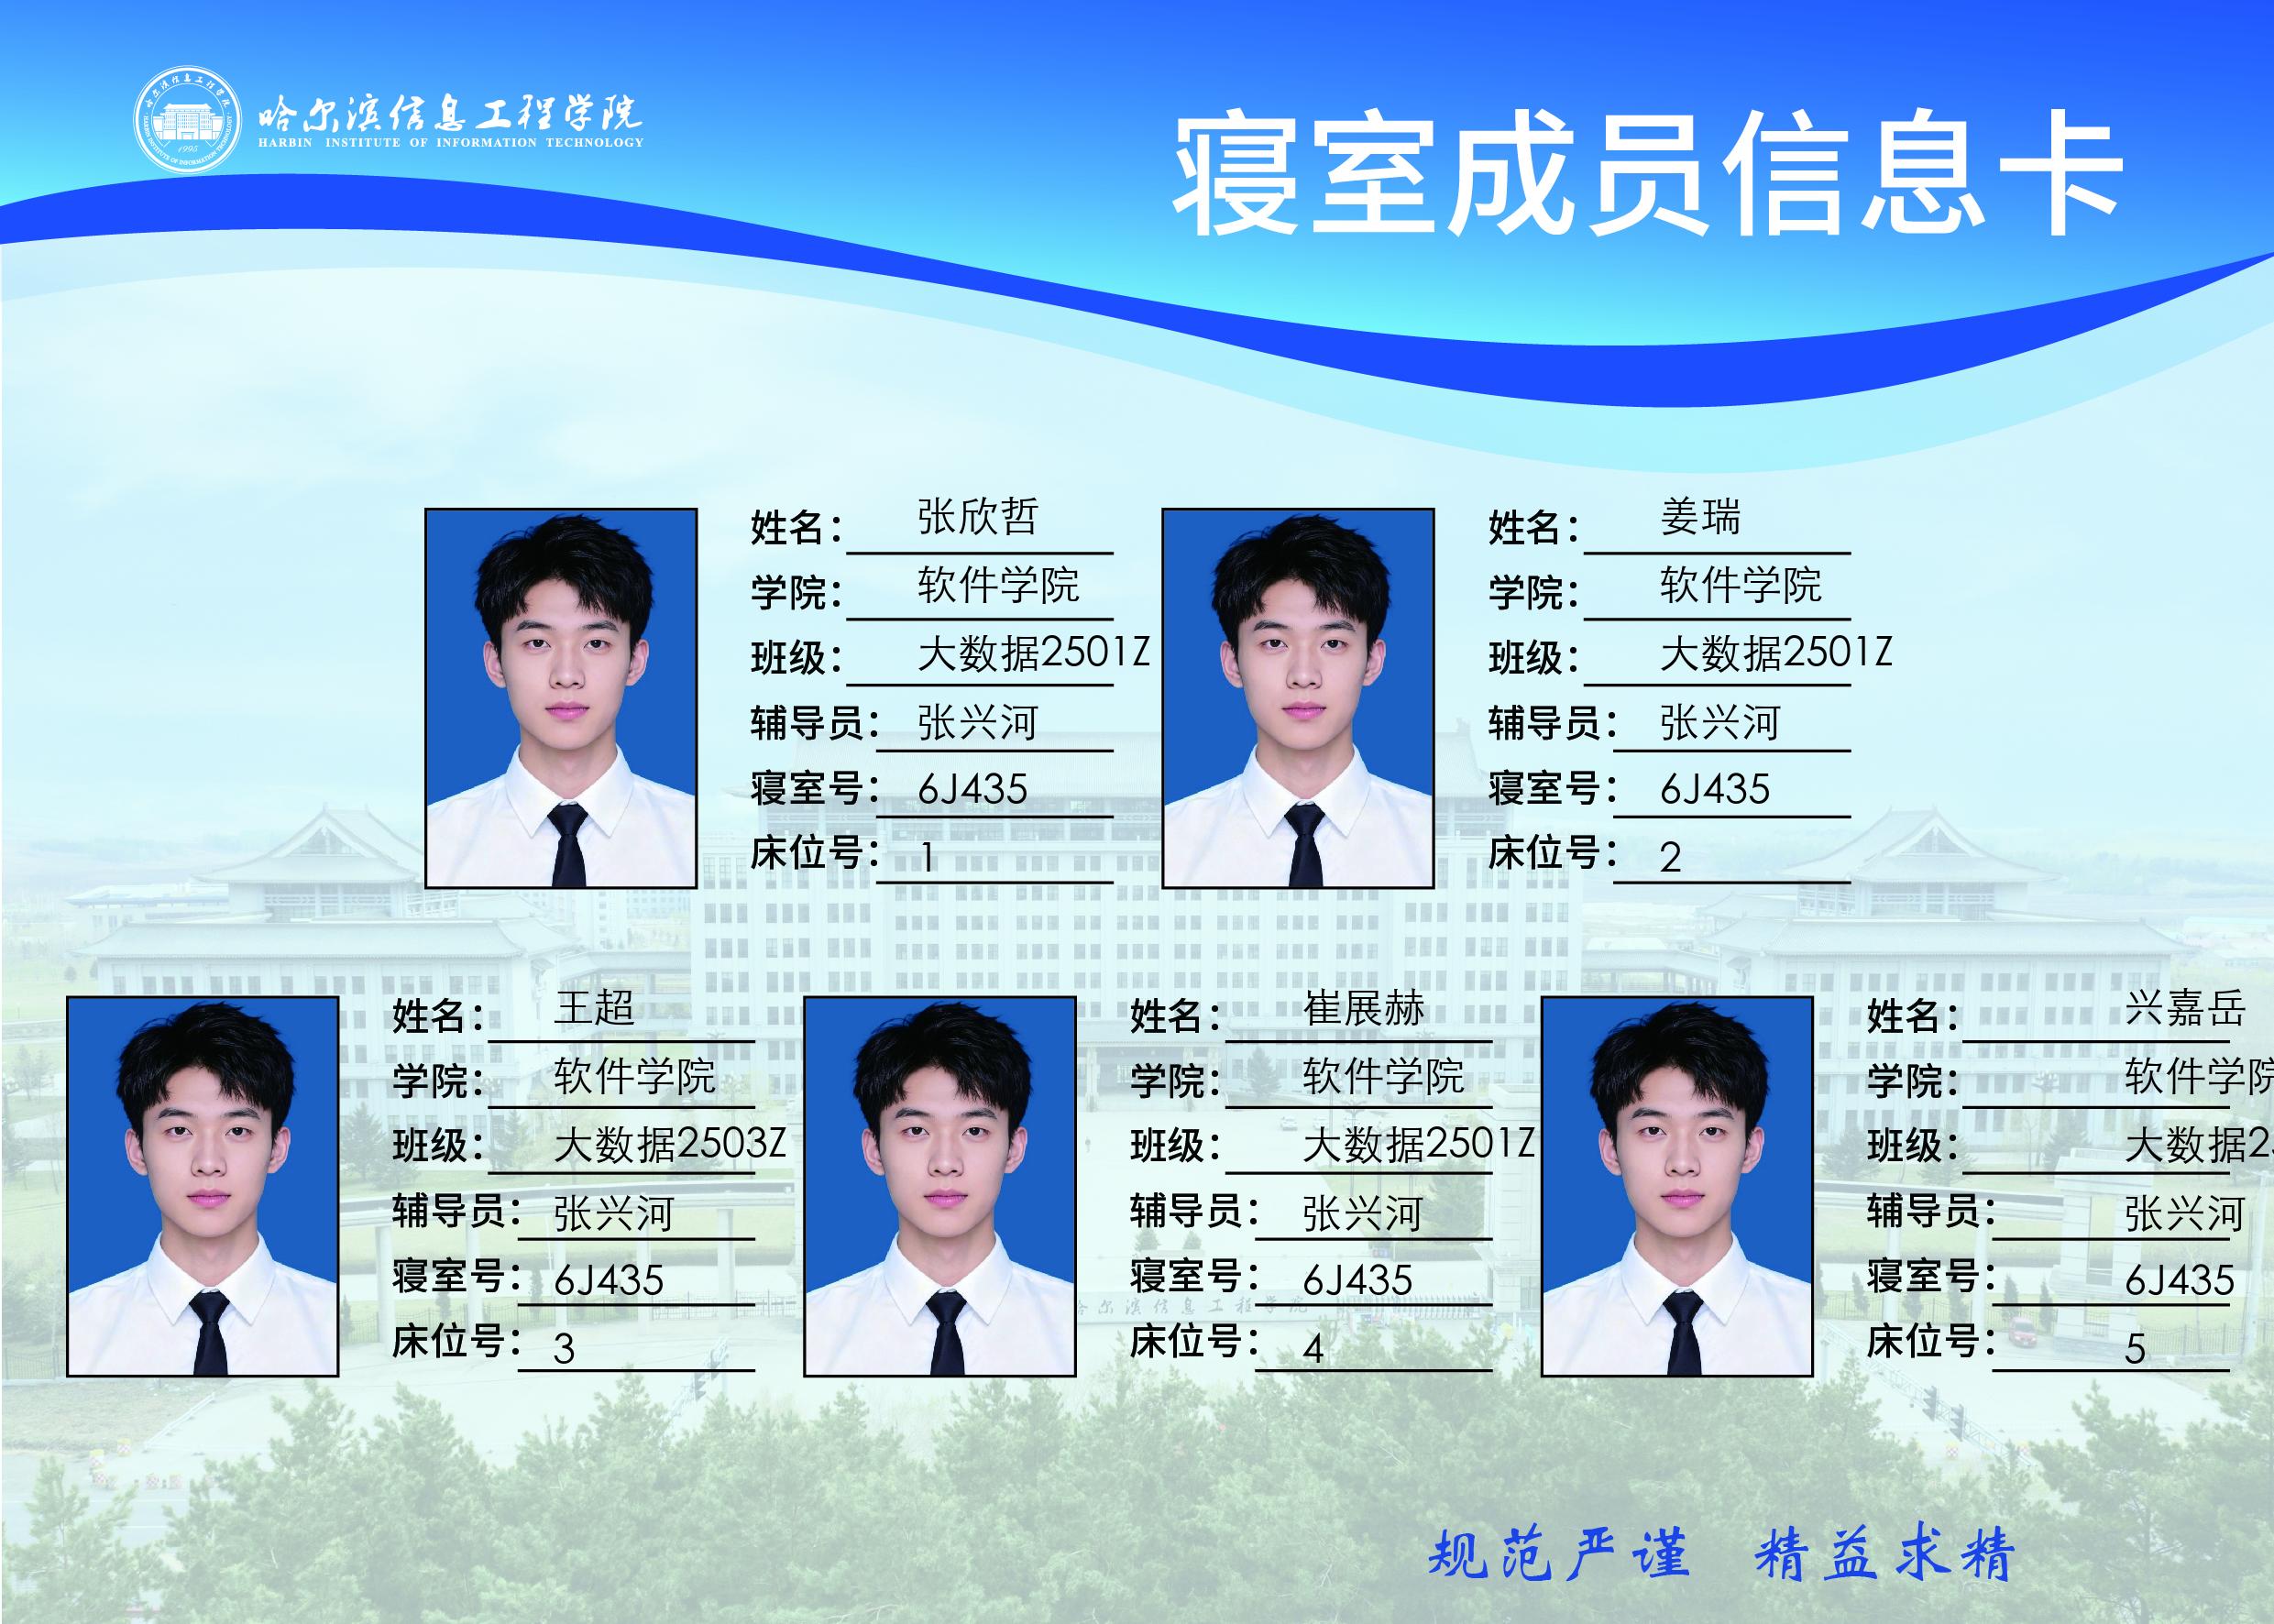 哈尔滨信息工程学院
HARBIN INSTITUTE OF INFORMATION TECHNOLOGY
寝室成员信息卡
姓名： 张欣哲
学院： 软件学院
班级： 大数据2501Z
辅导员： 张兴河
寝室号： 6J435
床位号： 1
姓名： 姜瑞
学院： 软件学院
班级： 大数据2501Z
辅导员： 张兴河
寝室号： 6J435
床位号： 2
姓名： 王超
学院： 软件学院
班级： 大数据2503Z
辅导员： 张兴河
寝室号： 6J435
床位号： 3
姓名： 崔展赫
学院： 软件学院
班级： 大数据2501Z
辅导员： 张兴河
寝室号： 6J435
床位号： 4
姓名： 兴嘉岳
学院： 软件学院
班级： 大数据2
辅导员： 张兴河
寝室号： 6J435
床位号： 5
哈尔滨信息工程学院
规范严谨 精益求精